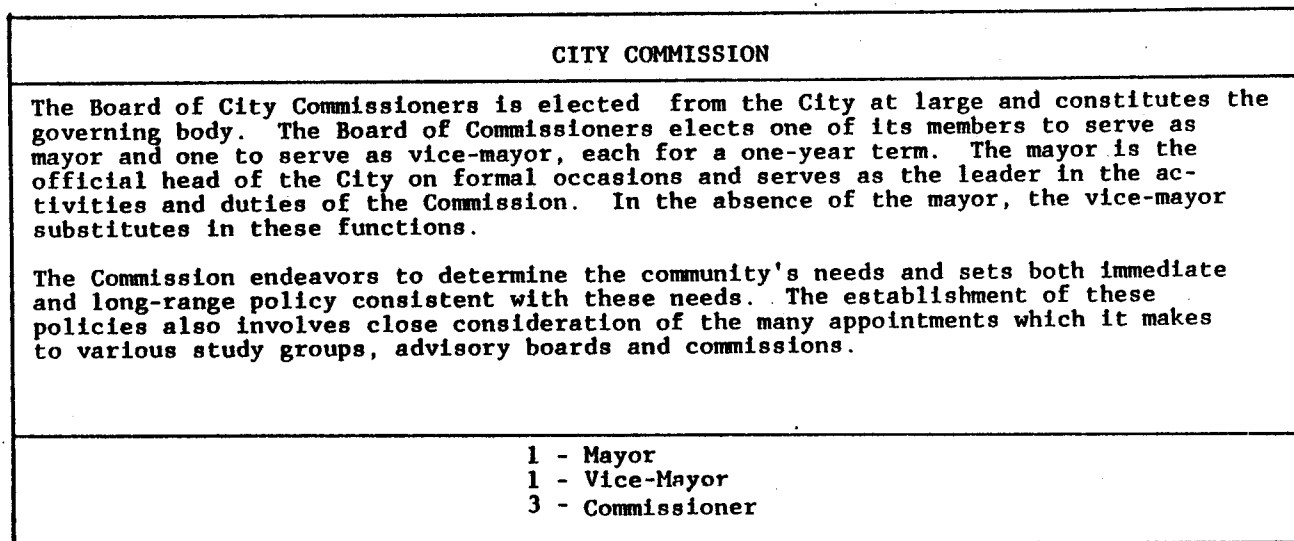 CITY COMMISSION
The Board of City Commissioners is elected from the City at large and constitutes the
governing body. The Board of Commissioners elects one of its members to serve as
mayor and one to serve as vice-mayor, each for a one-year term. The mayor is the
official head of the City on formal occasions and serves as the leader in the ac-
tivities and duties of the Commission. In the absence of the mayor, the vice-mayor
substitutes in these functions.
The Commission endeavors to determine the community's needs and sets both immediate
and long-range policy consistent with these needs. The establishment of these
policies also involves close consideration of the many appointments which it makes
to various study groups, advisory boards and commissions.
1 - Mayor
1 - Vice-Mayor
3 - Commissioner